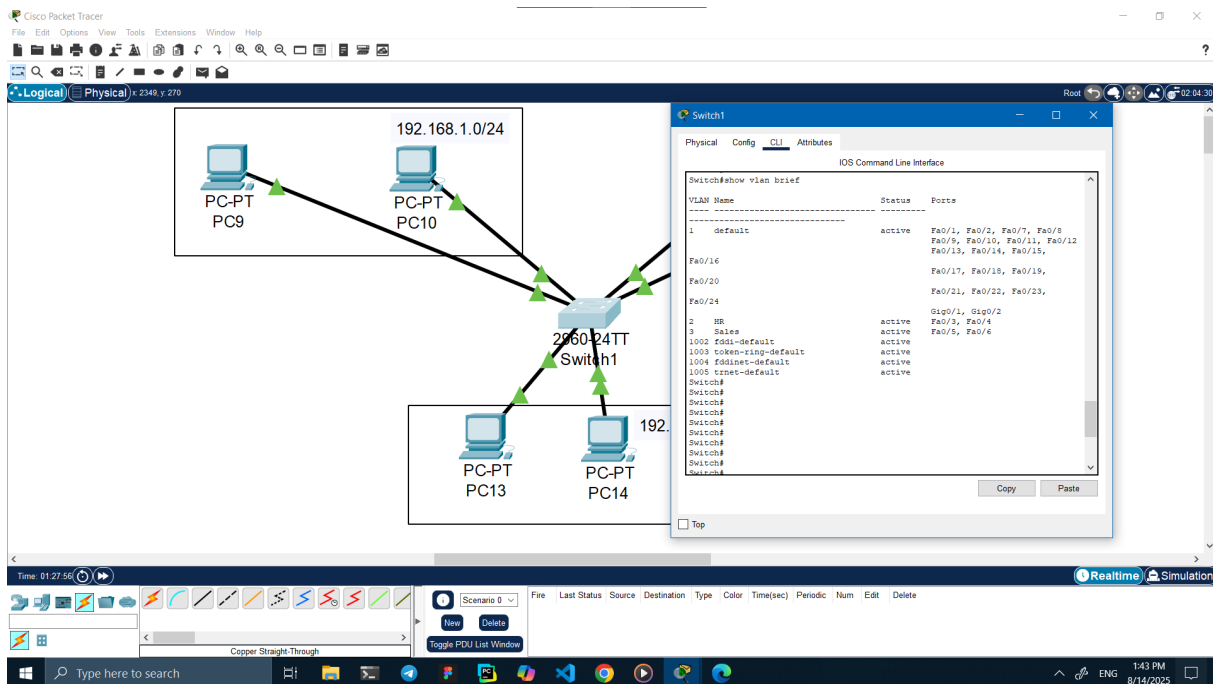 Cisco Packet Tracer
File Edit Options View Tools Extensions Window Help
?
Logical Physical x: 2349, y: 270
Root 02:04:30
192.168.1.0/24
PC-PT
PC9
PC-PT
PC10
2960-24TT
Switch1
192.
PC-PT
PC13
PC-PT
PC14
Switch1
Physical Config CLI Attributes
IOS Command Line Interface
Switch#show vlan brief
VLAN Name Status Ports
---- -------------------------------- ---------
-------------------------------
1 default active Fa0/1, Fa0/2, Fa0/7, Fa0/8
Fa0/9, Fa0/10, Fa0/11, Fa0/12
Fa0/13, Fa0/14, Fa0/15,
Fa0/16
Fa0/17, Fa0/18, Fa0/19,
Fa0/20
Fa0/21, Fa0/22, Fa0/23,
Fa0/24
Gig0/1, Gig0/2
2 HR active Fa0/3, Fa0/4
3 Sales active Fa0/5, Fa0/6
1002 fddi-default active
1003 token-ring-default active
1004 fddinet-default active
1005 trnet-default active
Switch#
Switch#
Switch#
Switch#
Switch#
Switch#
Switch#
Switch#
Switch#
Switch#
Copy Paste
Top
Time: 01:27:56
Realtime Simulation
Scenario 0
New Delete
Toggle PDU List Window
Fire Last Status Source Destination Type Color Time(sec) Periodic Num Edit Delete
Copper Straight-Through
Type here to search
ENG
1:43 PM
8/14/2025